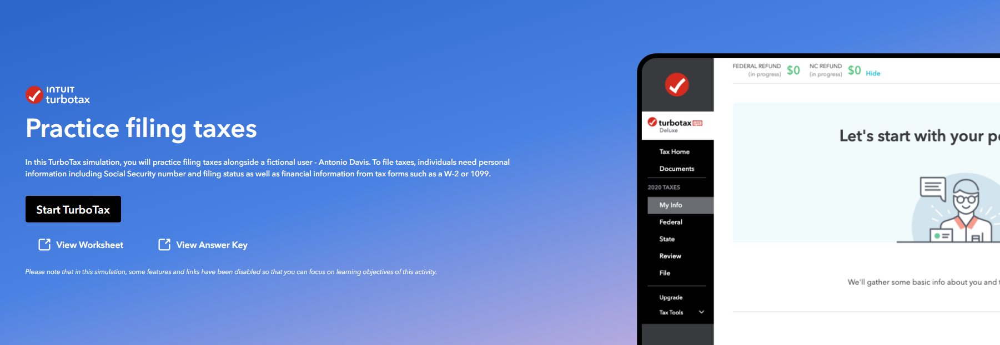 INTUIT
turbotax
Practice filing taxes
In this TurboTax simulation, you will practice filing taxes alongside a fictional user - Antonio Davis. To file taxes, individuals need personal
information including Social Security number and filing status as well as financial information from tax forms such as a W-2 or 1099.
Start TurboTax
View Worksheet
View Answer Key
Please note that in this simulation, some features and links have been disabled so that you can focus on learning objectives of this activity.
FEDERAL REFUND
(in progress)
$0
NC REFUND
(in progress)
$0
Hide
turbotax LIVE
Deluxe
Tax Home
Documents
2020 TAXES
My Info
Federal
State
Review
File
Upgrade
Tax Tools
Let's start with your
We'll gather some basic info about you and